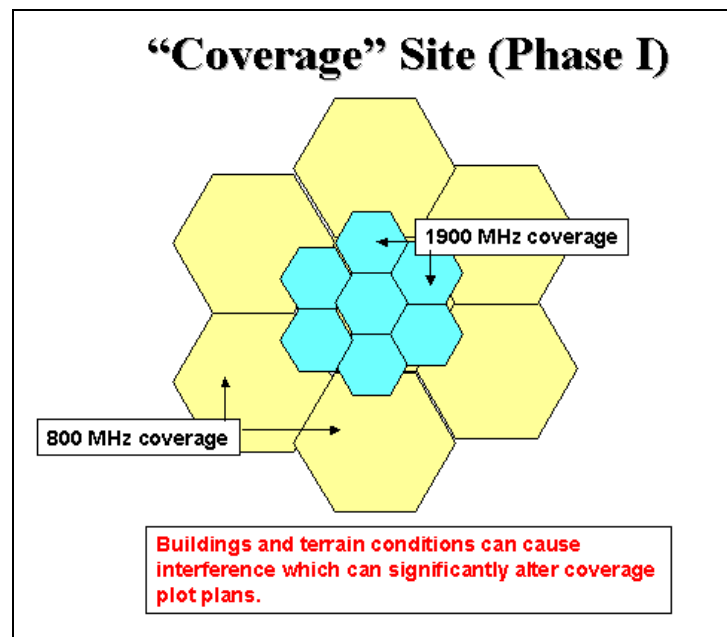 “Coverage” Site (Phase I)
1900 MHz coverage
800 MHz coverage
Buildings and terrain conditions can cause
interference which can significantly alter coverage
plot plans.